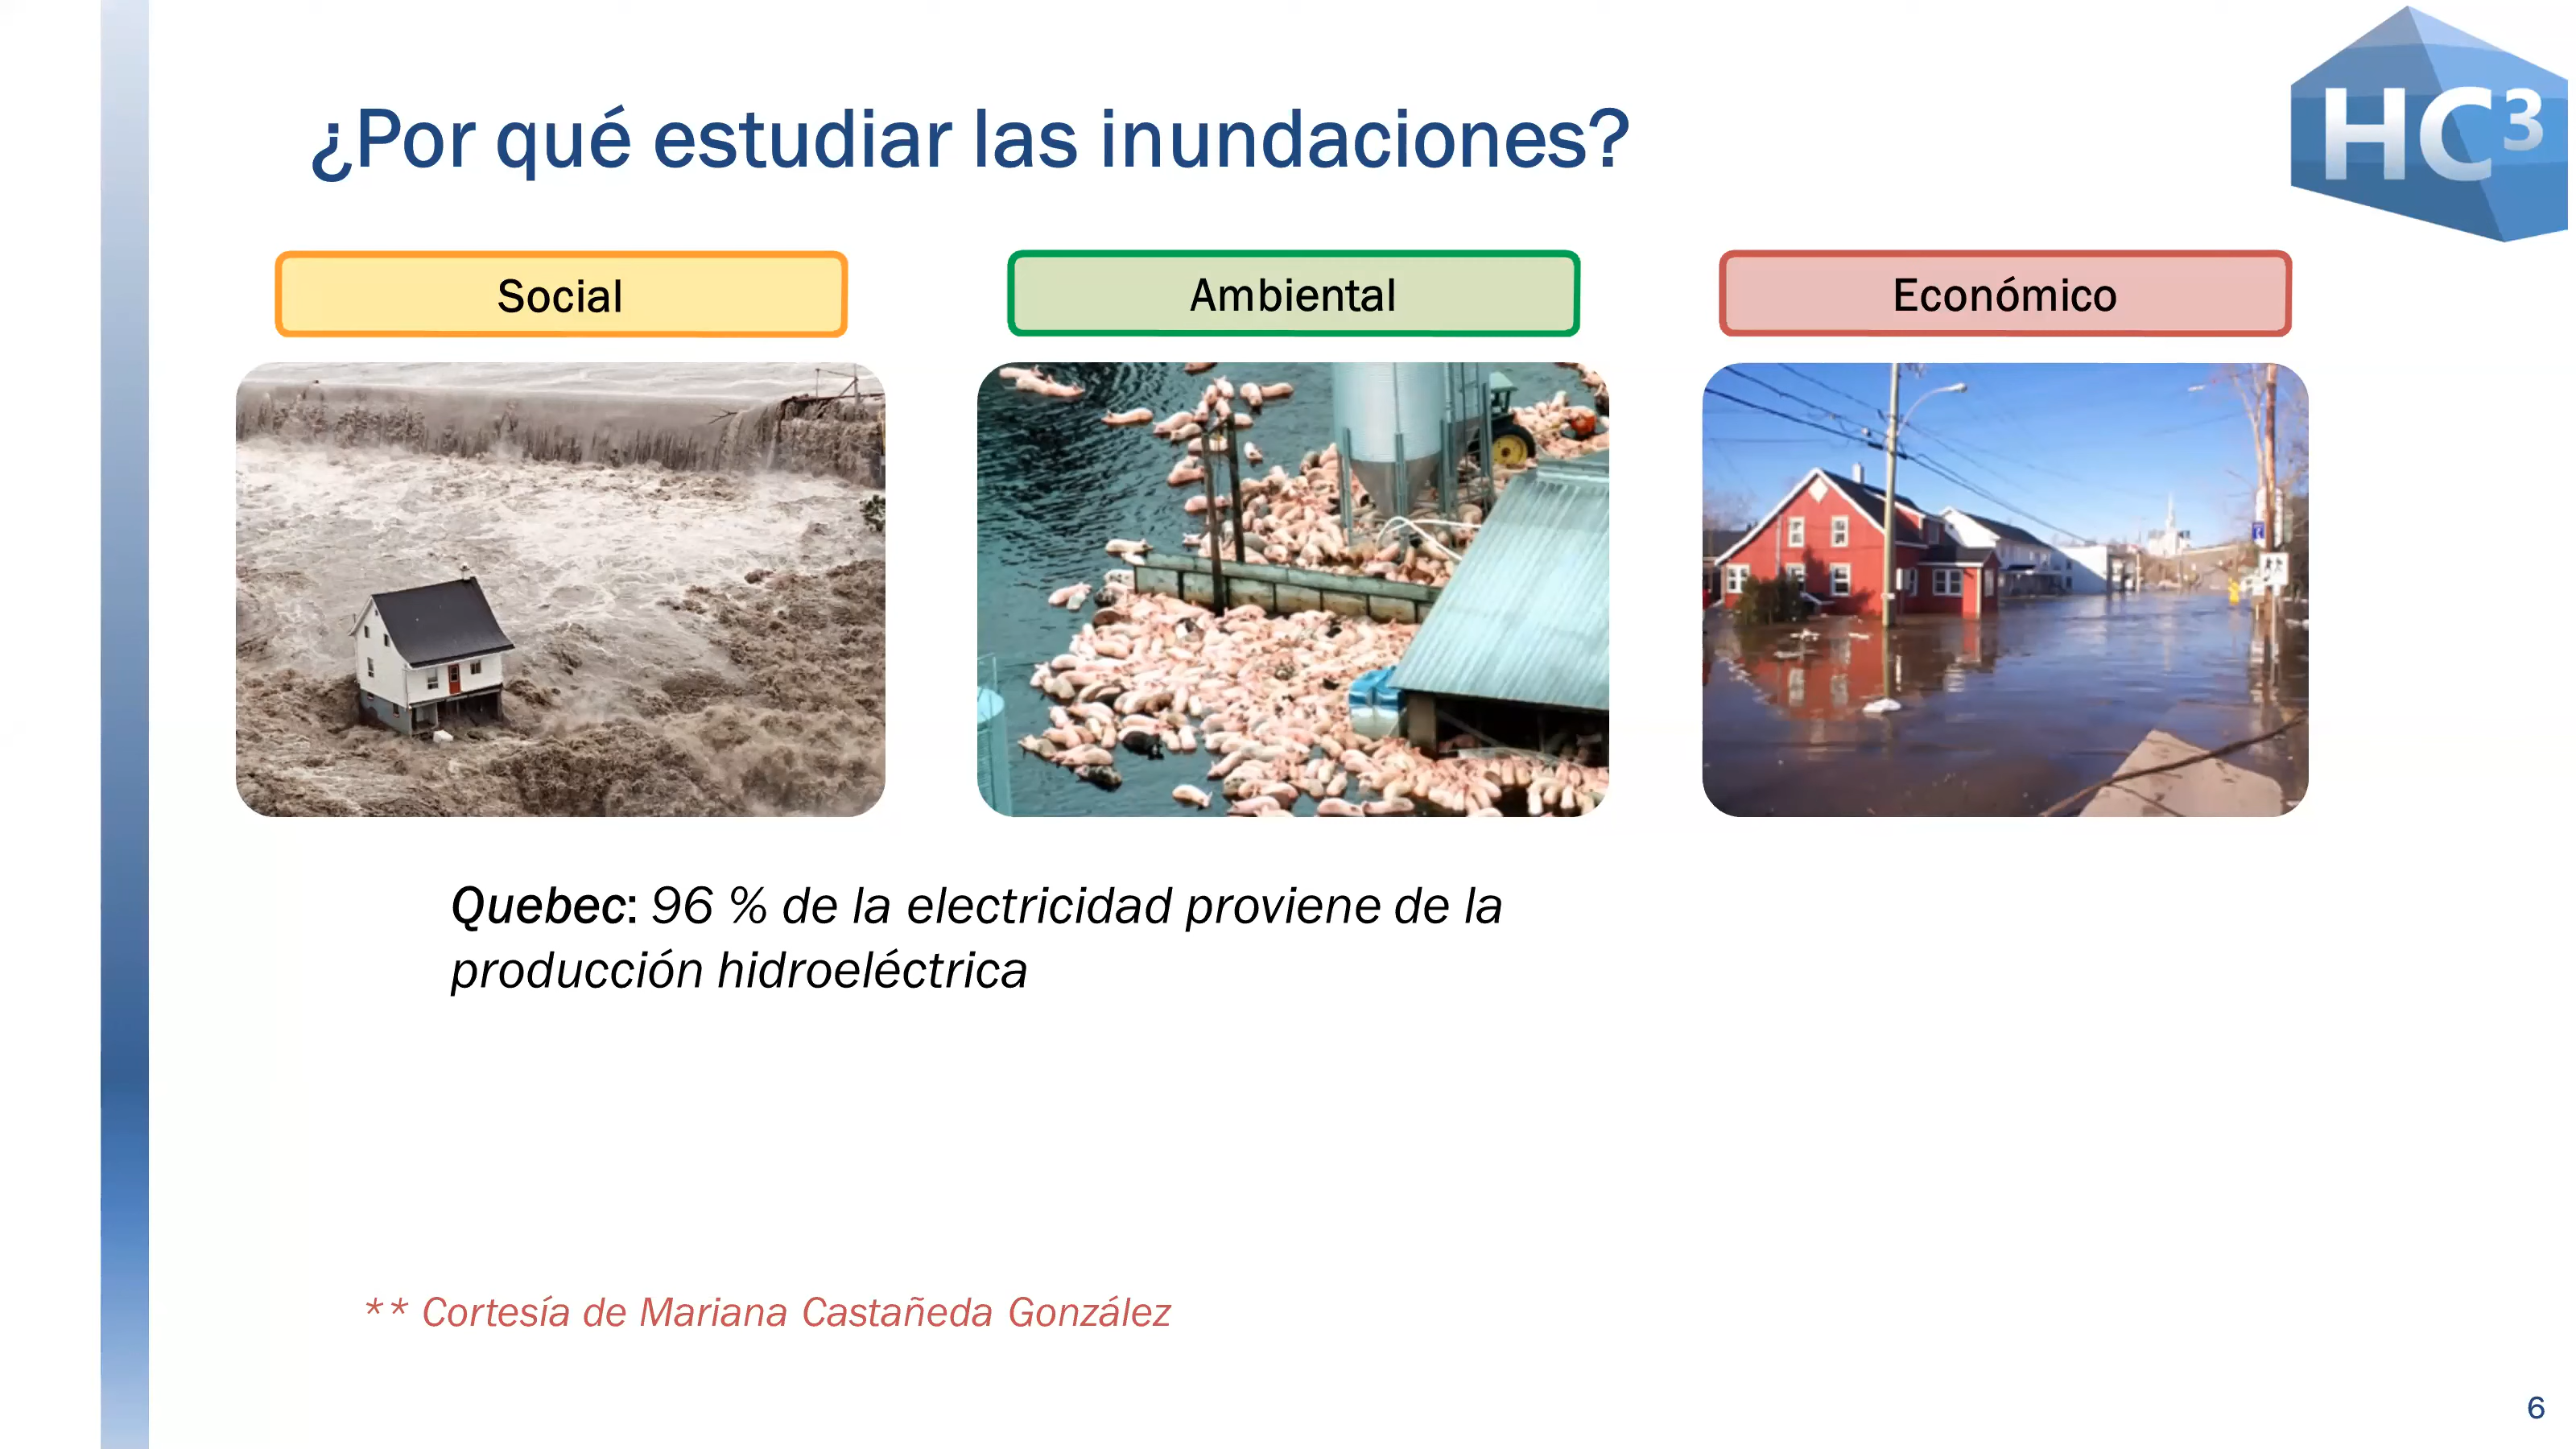 HC³
¿Por qué estudiar las inundaciones?
Social
Ambiental
Económico
Quebec: 96 % de la electricidad proviene de la
producción hidroeléctrica
** Cortesía de Mariana Castañeda González
6